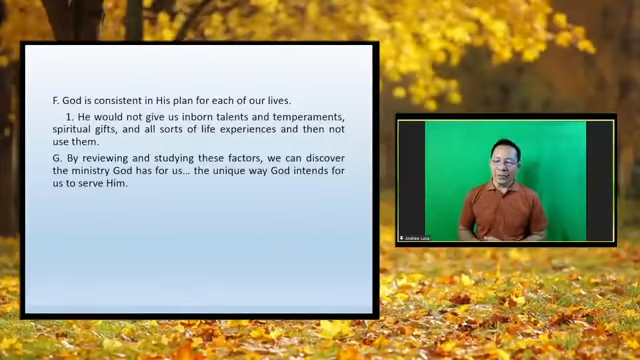 F. God is consistent in His plan for each of our lives.
1. He would not give us inborn talents and temperaments,
spiritual gifts, and all sorts of life experiences and then not
use them.
G. By reviewing and studying these factors, we can discover
the ministry God has for us... the unique way God intends for
us to serve Him.
Andrew Luna